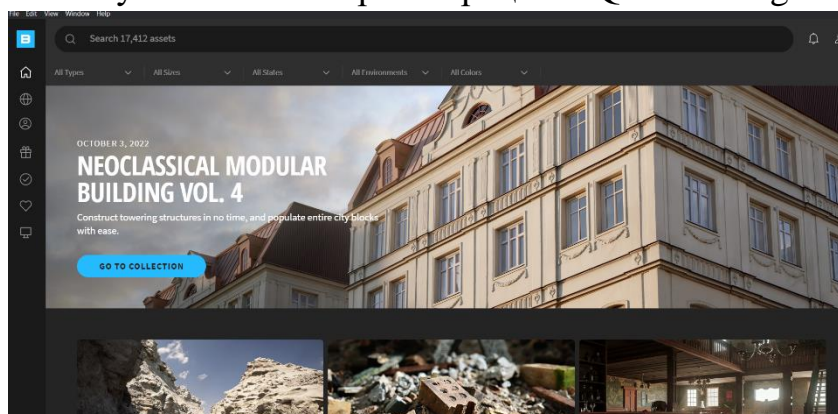 File Edit View Window Help
Search 17,412 assets
All Types All Sizes All States All Environments All Colors
OCTOBER 3, 2022
NEOCLASSICAL MODULAR
BUILDING VOL. 4
Construct towering structures in no time, and populate entire city blocks
with ease.
GO TO COLLECTION